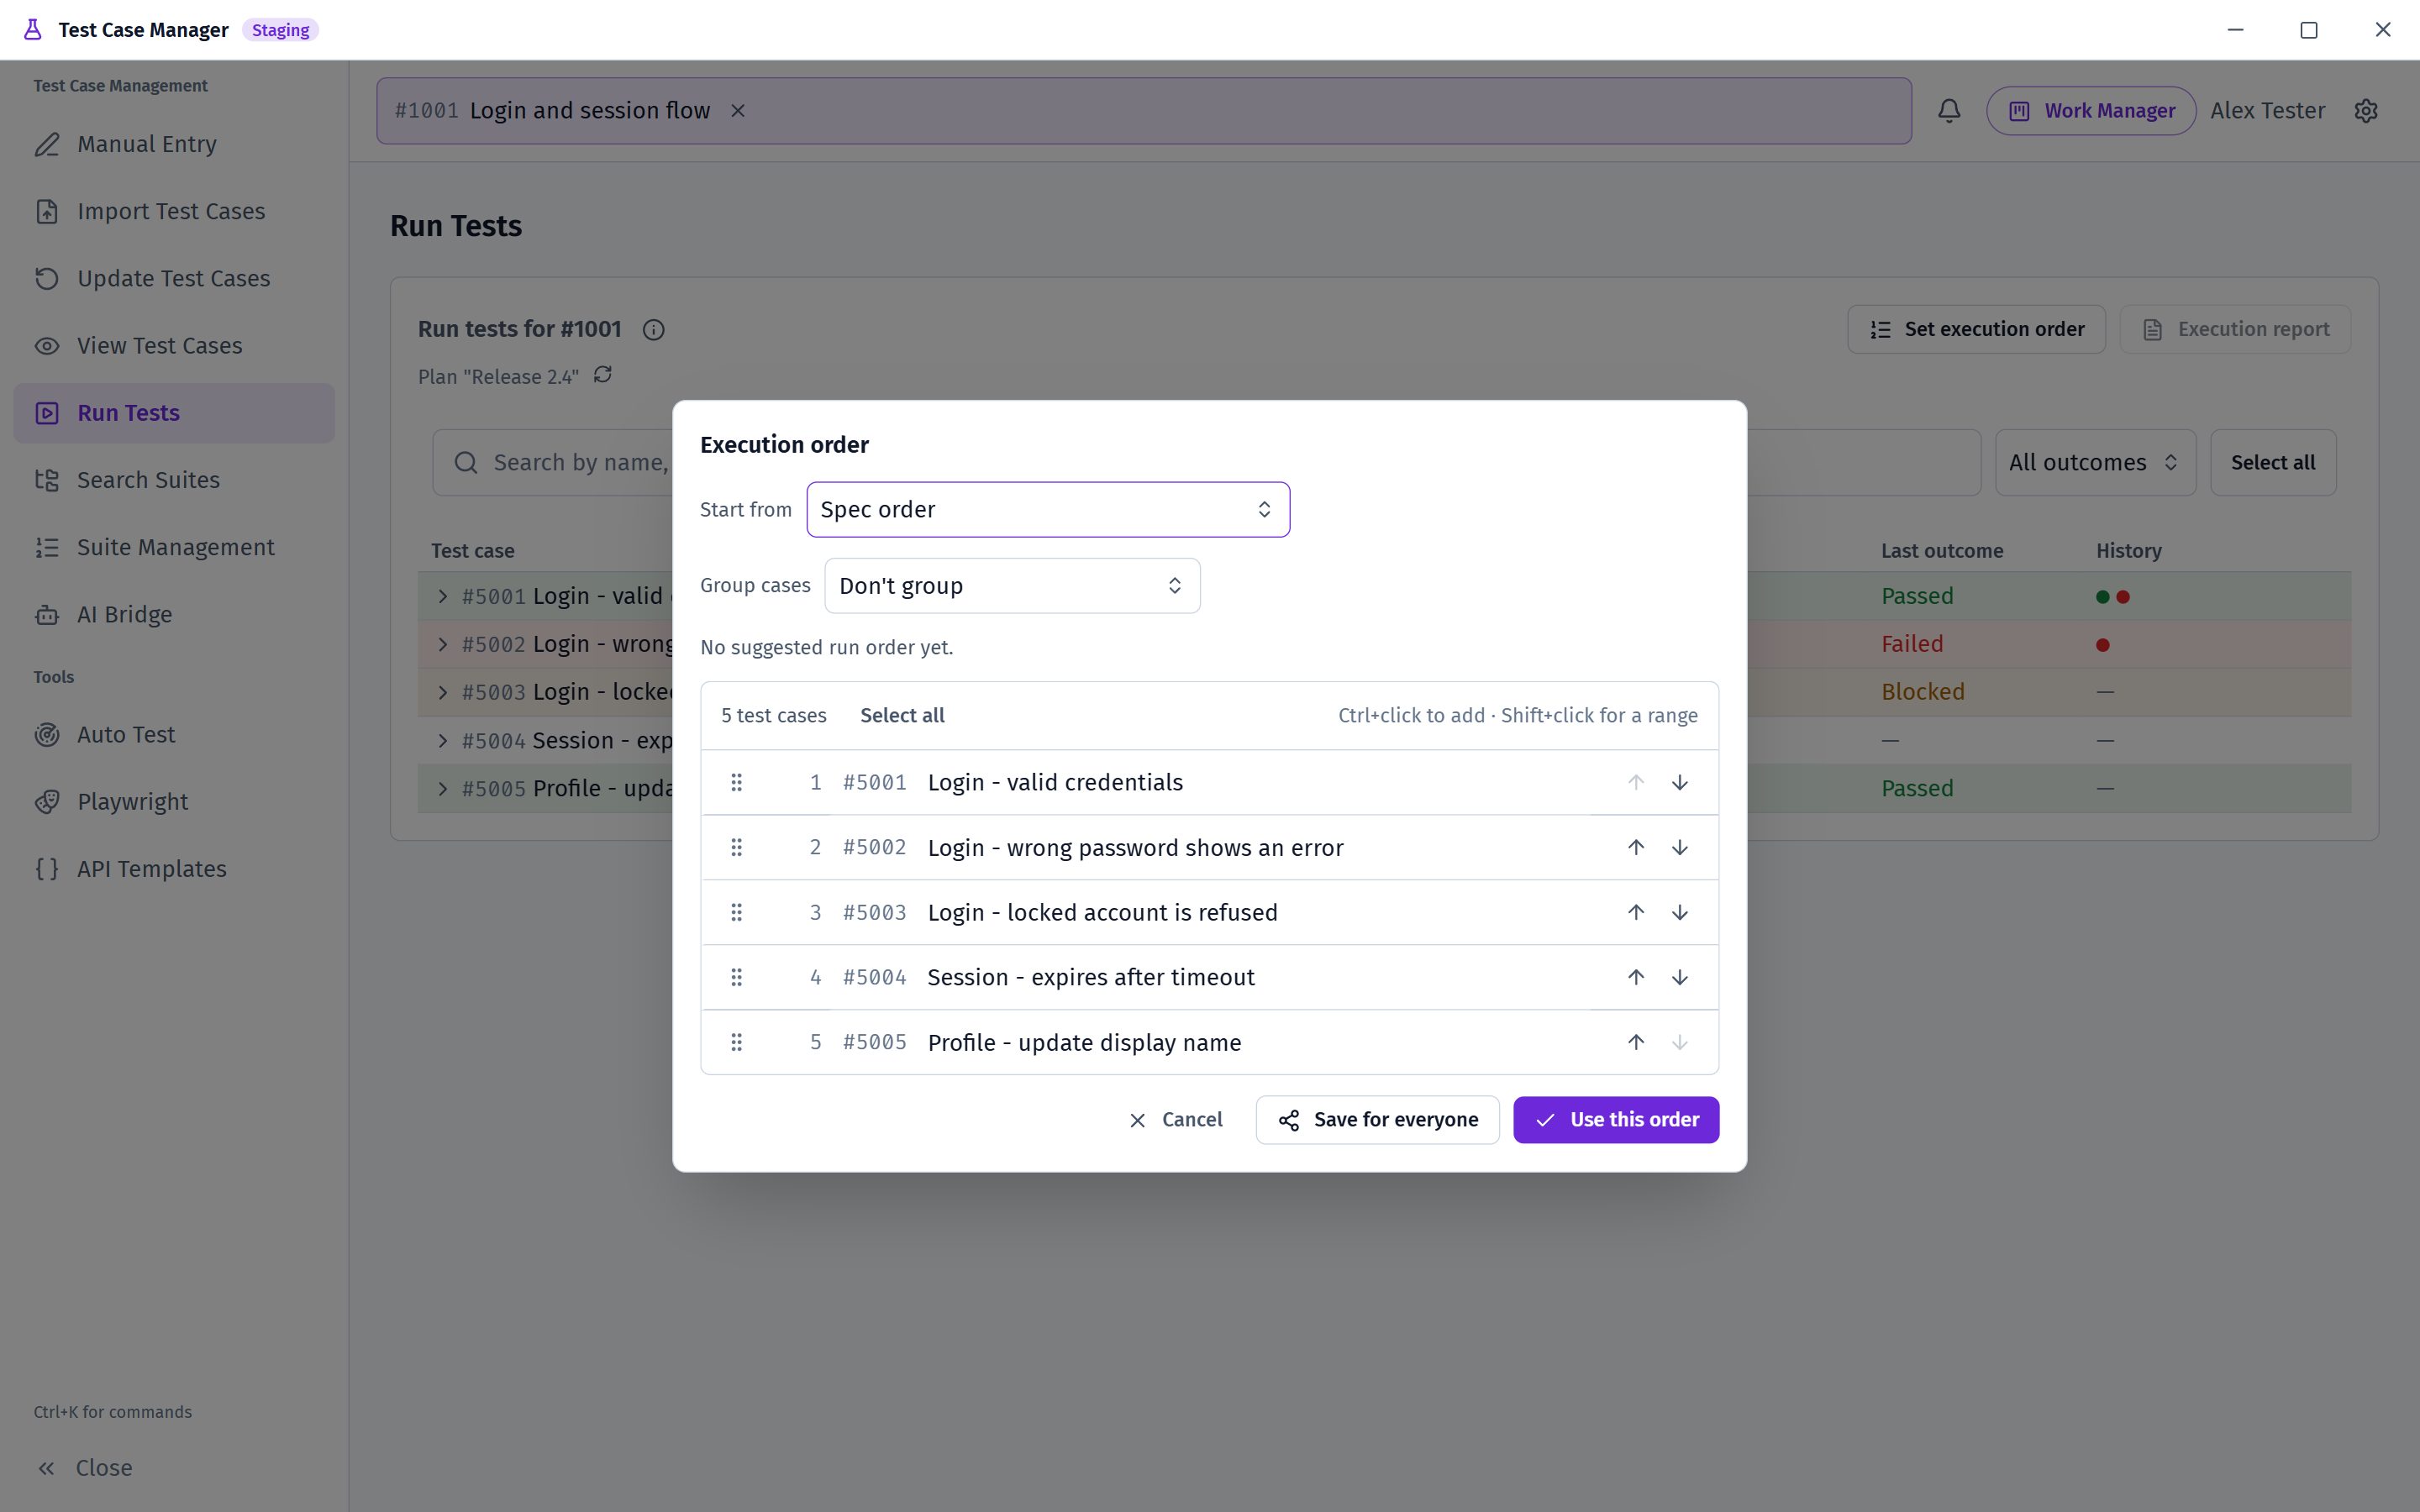 Test Case Manager Staging
Test Case Management
Manual Entry
Import Test Cases
Update Test Cases
View Test Cases
Run Tests
Search Suites
Suite Management
AI Bridge
Tools
Auto Test
Playwright
API Templates
Ctrl+K for commands
Close
#1001 Login and session flow
Work Manager
Alex Tester
Run Tests
Run tests for #1001
Set execution order
Execution report
Plan "Release 2.4"
Search by name,
All outcomes
Select all
Test case Last outcome History
#5001 Login - valid Passed
#5002 Login - wrong Failed
#5003 Login - locked Blocked —
#5004 Session - exp — —
#5005 Profile - upda Passed —
Execution order
Start from Spec order
Group cases Don't group
No suggested run order yet.
5 test cases Select all Ctrl+click to add · Shift+click for a range
1 #5001 Login - valid credentials
2 #5002 Login - wrong password shows an error
3 #5003 Login - locked account is refused
4 #5004 Session - expires after timeout
5 #5005 Profile - update display name
Cancel
Save for everyone
Use this order